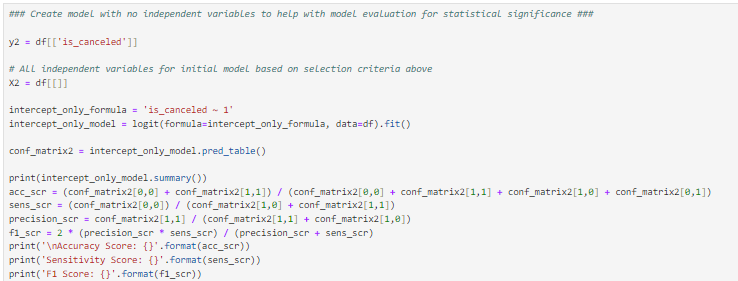 ### Create model with no independent variables to help with model evaluation for statistical significance ###
y2 = df[['is_canceled']]
# All independent variables for initial model based on selection criteria above
X2 = df[[]]
intercept_only_formula = 'is_canceled ~ 1'
intercept_only_model = logit(formula=intercept_only_formula, data=df).fit()
conf_matrix2 = intercept_only_model.pred_table()
print(intercept_only_model.summary())
acc_scr = (conf_matrix2[0,0] + conf_matrix2[1,1]) / (conf_matrix2[0,0] + conf_matrix2[1,1] + conf_matrix2[1,0] + conf_matrix2[0,1])
sens_scr = (conf_matrix2[0,0]) / (conf_matrix2[1,0] + conf_matrix2[1,1])
precision_scr = conf_matrix2[1,1] / (conf_matrix2[1,1] + conf_matrix2[1,0])
f1_scr = 2 * (precision_scr * sens_scr) / (precision_scr + sens_scr)
print('\nAccuracy Score: {}'.format(acc_scr))
print('Sensitivity Score: {}'.format(sens_scr))
print('F1 Score: {}'.format(f1_scr))